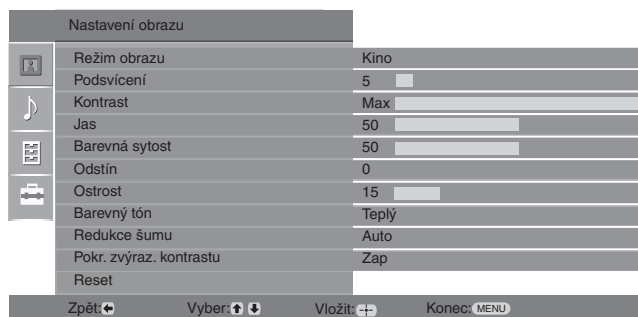 Nastavení obrazu
Režim obrazu Kino
Podsvícení 5
Kontrast Max
Jas 50
Barevná sytost 50
Odstín 0
Ostrost 15
Barevný tón Teplý
Redukce šumu Auto
Pokr. zvýraz. kontrastu Zap
Reset
Zpět: Vyber: Vložit: Konec: MENU